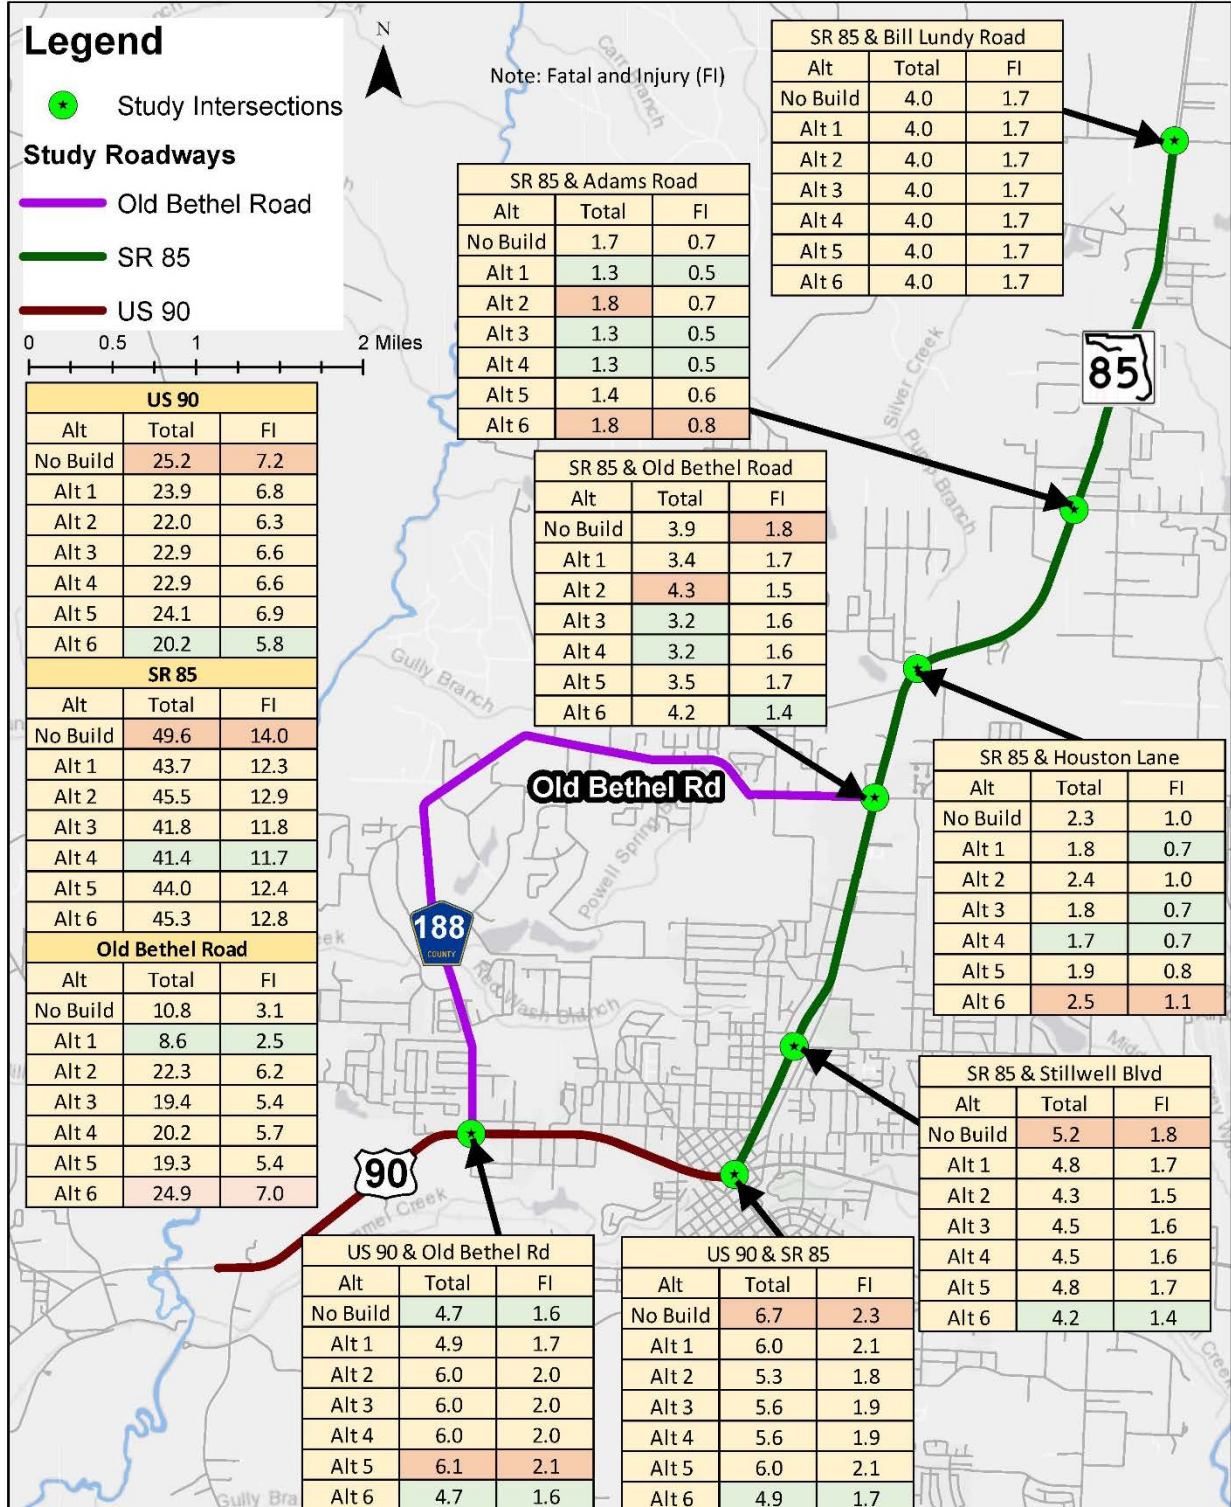 Legend
Study Intersections
Study Roadways
Old Bethel Road
SR 85
US 90
0 0.5 1 2 Miles
N
Note: Fatal and Injury (FI)
SR 85 & Bill Lundy Road
Alt Total FI
No Build 4.0 1.7
Alt 1 4.0 1.7
Alt 2 4.0 1.7
Alt 3 4.0 1.7
Alt 4 4.0 1.7
Alt 5 4.0 1.7
Alt 6 4.0 1.7
SR 85 & Adams Road
Alt Total FI
No Build 1.7 0.7
Alt 1 1.3 0.5
Alt 2 1.8 0.7
Alt 3 1.3 0.5
Alt 4 1.3 0.5
Alt 5 1.4 0.6
Alt 6 1.8 0.8
US 90
Alt Total FI
No Build 25.2 7.2
Alt 1 23.9 6.8
Alt 2 22.0 6.3
Alt 3 22.9 6.6
Alt 4 22.9 6.6
Alt 5 24.1 6.9
Alt 6 20.2 5.8
SR 85
Alt Total FI
No Build 49.6 14.0
Alt 1 43.7 12.3
Alt 2 45.5 12.9
Alt 3 41.8 11.8
Alt 4 41.4 11.7
Alt 5 44.0 12.4
Alt 6 45.3 12.8
Old Bethel Road
Alt Total FI
No Build 10.8 3.1
Alt 1 8.6 2.5
Alt 2 22.3 6.2
Alt 3 19.4 5.4
Alt 4 20.2 5.7
Alt 5 19.3 5.4
Alt 6 24.9 7.0
SR 85 & Old Bethel Road
Alt Total FI
No Build 3.9 1.8
Alt 1 3.4 1.7
Alt 2 4.3 1.5
Alt 3 3.2 1.6
Alt 4 3.2 1.6
Alt 5 3.5 1.7
Alt 6 4.2 1.4
SR 85 & Houston Lane
Alt Total FI
No Build 2.3 1.0
Alt 1 1.8 0.7
Alt 2 2.4 1.0
Alt 3 1.8 0.7
Alt 4 1.7 0.7
Alt 5 1.9 0.8
Alt 6 2.5 1.1
SR 85 & Stillwell Blvd
Alt Total FI
No Build 5.2 1.8
Alt 1 4.8 1.7
Alt 2 4.3 1.5
Alt 3 4.5 1.6
Alt 4 4.5 1.6
Alt 5 4.8 1.7
Alt 6 4.2 1.4
US 90 & Old Bethel Rd
Alt Total FI
No Build 4.7 1.6
Alt 1 4.9 1.7
Alt 2 6.0 2.0
Alt 3 6.0 2.0
Alt 4 6.0 2.0
Alt 5 6.1 2.1
Alt 6 4.7 1.6
US 90 & SR 85
Alt Total FI
No Build 6.7 2.3
Alt 1 6.0 2.1
Alt 2 5.3 1.8
Alt 3 5.6 1.9
Alt 4 5.6 1.9
Alt 5 6.0 2.1
Alt 6 4.9 1.7
85
Old Bethel Rd
188
COUNTY
90
Silver Creek
Pump Branch
Gully Branch
Powell Spring
Red Wash Branch
Creek
Gully Bra